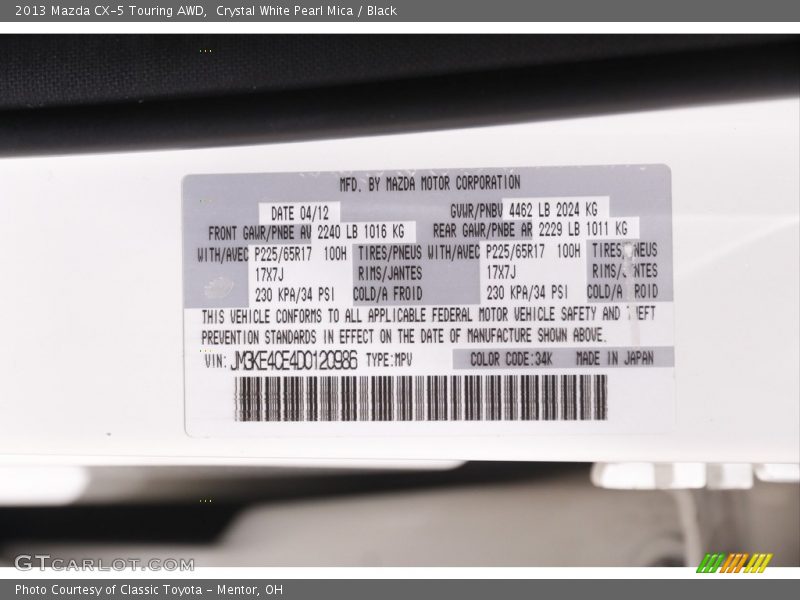 2013 Mazda CX-5 Touring AWD, Crystal White Pearl Mica / Black
MFD. BY MAZDA MOTOR CORPORATION
DATE 04/12 GVWR/PNBV 4462 LB 2024 KG
FRONT GAWR/PNBE AV 2240 LB 1016 KG REAR GAWR/PNBE AR 2229 LB 1011 KG
WITH/AVEC P225/65R17 100H TIRES/PNEUS WITH/AVEC P225/65R17 100H TIRES/PNEUS
17X7J RIMS/JANTES 17X7J RIMS/JANTES
230 KPA/34 PSI COLD/A FROID 230 KPA/34 PSI COLD/A FROID
THIS VEHICLE CONFORMS TO ALL APPLICABLE FEDERAL MOTOR VEHICLE SAFETY AND THEFT
PREVENTION STANDARDS IN EFFECT ON THE DATE OF MANUFACTURE SHOWN ABOVE.
VIN: JM3KE4CE4D0120986 TYPE:MPV COLOR CODE:34K MADE IN JAPAN
GTCARLOT.COM
Photo Courtesy of Classic Toyota - Mentor, OH